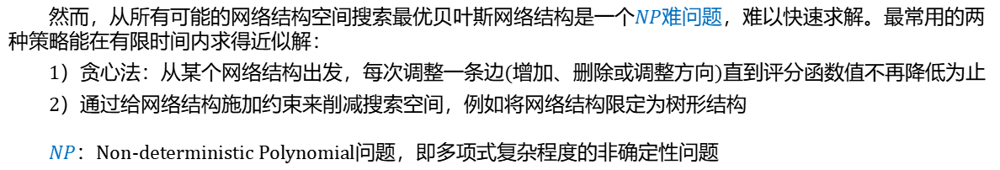 然而，从所有可能的网络结构空间搜索最优贝叶斯网络结构是一个NP难问题，难以快速求解。最常用的两
种策略能在有限时间内求得近似解：
1）贪心法：从某个网络结构出发，每次调整一条边(增加、删除或调整方向)直到评分函数值不再降低为止
2）通过给网络结构施加约束来削减搜索空间，例如将网络结构限定为树形结构
NP：Non-deterministic Polynomial问题，即多项式复杂程度的非确定性问题